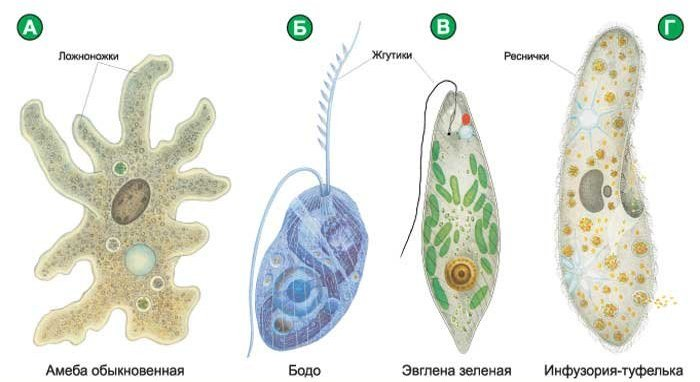 А
Б
В
Г
Ложноножки
Жгутики
Реснички
Амеба обыкновенная
Бодо
Эвглена зеленая
Инфузория-туфелька